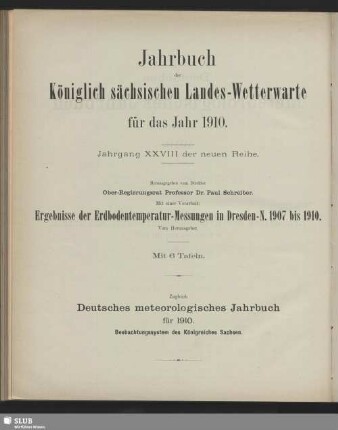 Jahrbuch
der
Königlich sächsischen Landes-Wetterwarte
für das Jahr 1910.
Jahrgang XXVIII der neuen Reihe.
Herausgegeben vom Direktor
Ober-Regierungsrat Professor Dr. Paul Schreiber.
Mit einer Vorarbeit:
Ergebnisse der Erdbodentemperatur-Messungen in Dresden-N. 1907 bis 1910.
Vom Herausgeber.
Mit 6 Tafeln.
Zugleich:
Deutsches meteorologisches Jahrbuch
für 1910.
Beobachtungssystem des Königreiches Sachsen.
SLUB